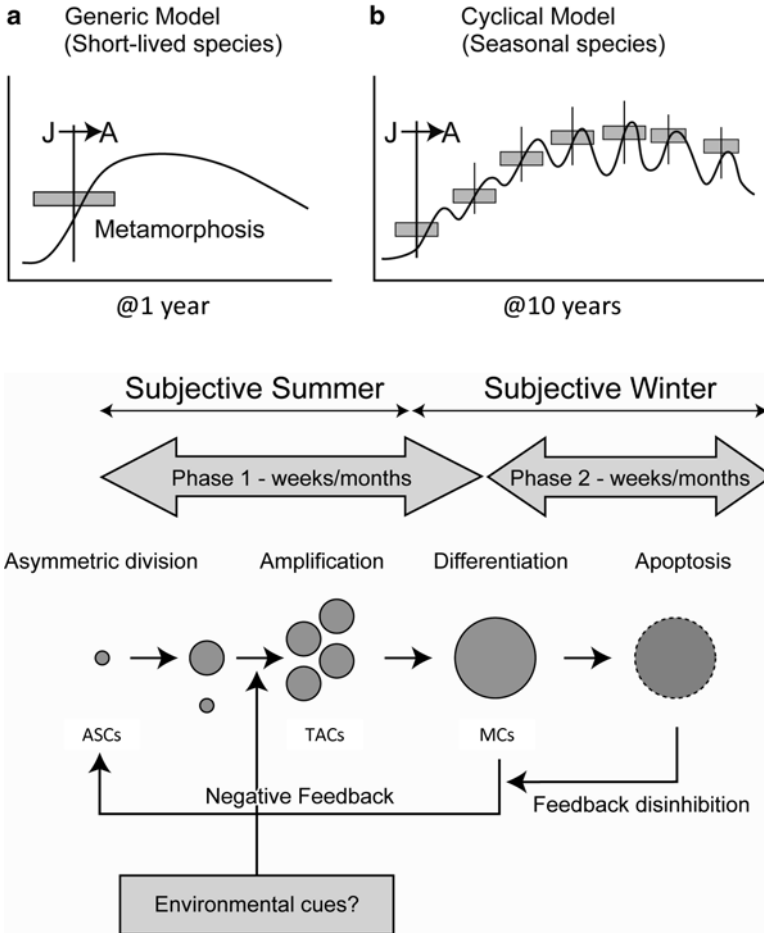 a Generic Model
(Short-lived species)
J A
Metamorphosis
@1 year
b Cyclical Model
(Seasonal species)
J A
@10 years
Subjective Summer Subjective Winter
Phase 1 - weeks/months Phase 2 - weeks/months
Asymmetric division Amplification Differentiation Apoptosis
ASCs TACs MCs
Negative Feedback
Feedback disinhibition
Environmental cues?